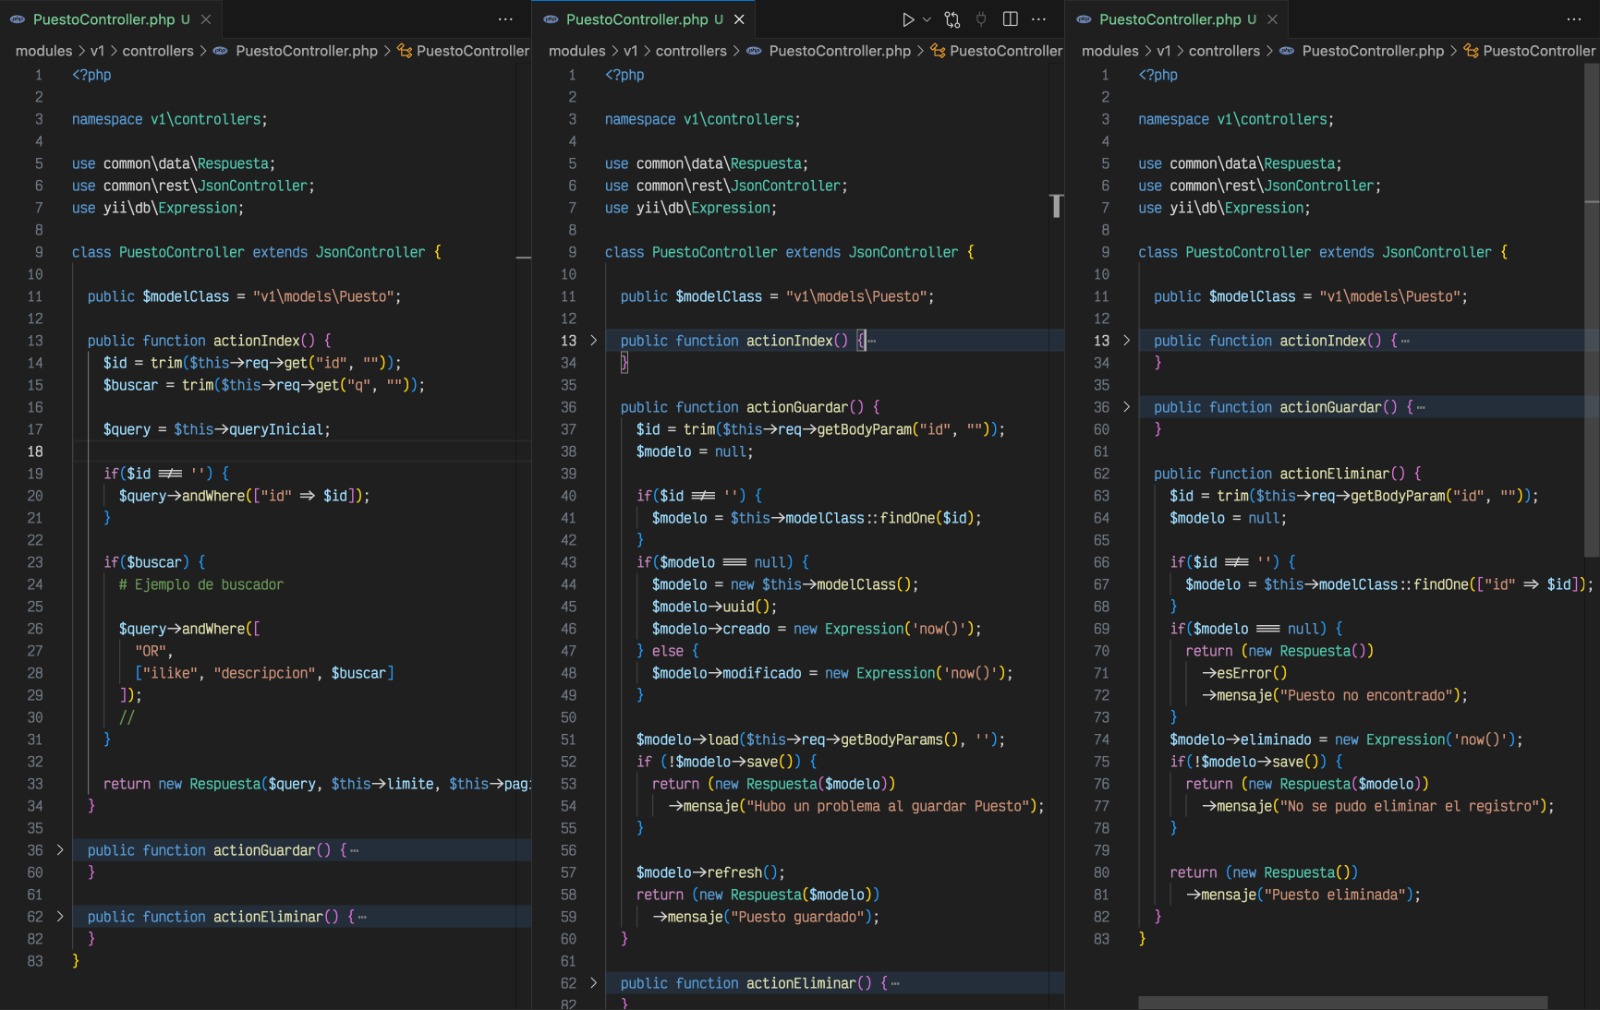 PuestoController.php U
modules > v1 > controllers > PuestoController.php > PuestoController
1 <?php
2
3 namespace v1\controllers;
4
5 use common\data\Respuesta;
6 use common\rest\JsonController;
7 use yii\db\Expression;
8
9 class PuestoController extends JsonController {
10
11 public $modelClass = "v1\models\Puesto";
12
13 public function actionIndex() {
14 $id = trim($this->req->get("id", ""));
15 $buscar = trim($this->req->get("q", ""));
16
17 $query = $this->queryInicial;
18
19 if($id !== '') {
20 $query->andWhere(["id" => $id]);
21 }
22
23 if($buscar) {
24 # Ejemplo de buscador
25
26 $query->andWhere([
27 "OR",
28 ["ilike", "descripcion", $buscar]
29 ]);
30 //
31 }
32
33 return new Respuesta($query, $this->limite, $this->pagi
34 }
35
36 public function actionGuardar() {…
60 }
61
62 public function actionEliminar() {…
82 }
83 }
PuestoController.php U
modules > v1 > controllers > PuestoController.php > PuestoController
1 <?php
2
3 namespace v1\controllers;
4
5 use common\data\Respuesta;
6 use common\rest\JsonController;
7 use yii\db\Expression;
8
9 class PuestoController extends JsonController {
10
11 public $modelClass = "v1\models\Puesto";
12
13 public function actionIndex() {…
34 }
35
36 public function actionGuardar() {
37 $id = trim($this->req->getBodyParam("id", ""));
38 $modelo = null;
39
40 if($id !== '') {
41 $modelo = $this->modelClass::findOne($id);
42 }
43 if($modelo === null) {
44 $modelo = new $this->modelClass();
45 $modelo->uuid();
46 $modelo->creado = new Expression('now()');
47 } else {
48 $modelo->modificado = new Expression('now()');
49 }
50
51 $modelo->load($this->req->getBodyParams(), '');
52 if (!$modelo->save()) {
53 return (new Respuesta($modelo))
54 ->mensaje("Hubo un problema al guardar Puesto");
55 }
56
57 $modelo->refresh();
58 return (new Respuesta($modelo))
59 ->mensaje("Puesto guardado");
60 }
61
62 public function actionEliminar() {…
82 }
PuestoController.php U
modules > v1 > controllers > PuestoController.php > PuestoController
1 <?php
2
3 namespace v1\controllers;
4
5 use common\data\Respuesta;
6 use common\rest\JsonController;
7 use yii\db\Expression;
8
9 class PuestoController extends JsonController {
10
11 public $modelClass = "v1\models\Puesto";
12
13 public function actionIndex() {…
34 }
35
36 public function actionGuardar() {…
60 }
61
62 public function actionEliminar() {
63 $id = trim($this->req->getBodyParam("id", ""));
64 $modelo = null;
65
66 if($id !== '') {
67 $modelo = $this->modelClass::findOne(["id" => $id]);
68 }
69 if($modelo === null) {
70 return (new Respuesta())
71 ->esError()
72 ->mensaje("Puesto no encontrado");
73 }
74 $modelo->eliminado = new Expression('now()');
75 if(!$modelo->save()) {
76 return (new Respuesta($modelo))
77 ->mensaje("No se pudo eliminar el registro");
78 }
79
80 return (new Respuesta())
81 ->mensaje("Puesto eliminada");
82 }
83 }